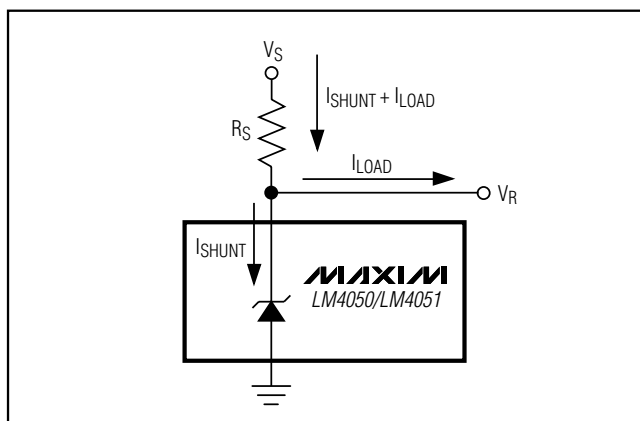 VS
ISHUNT + ILOAD
RS
ILOAD
VR
ISHUNT
MAXIM
LM4050/LM4051